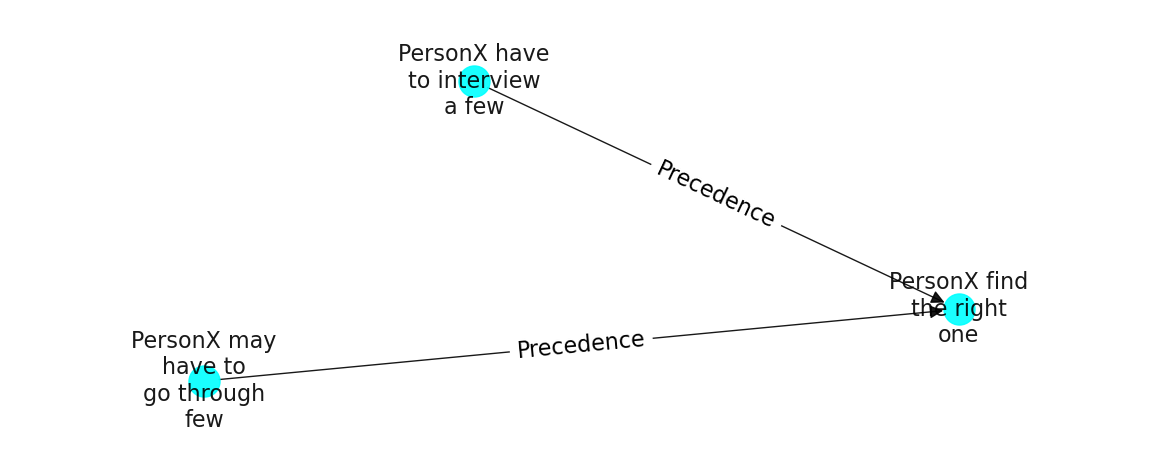 PersonX have
to interview
a few
Precedence
PersonX find
the right
one
PersonX may
have to
go through
few
Precedence